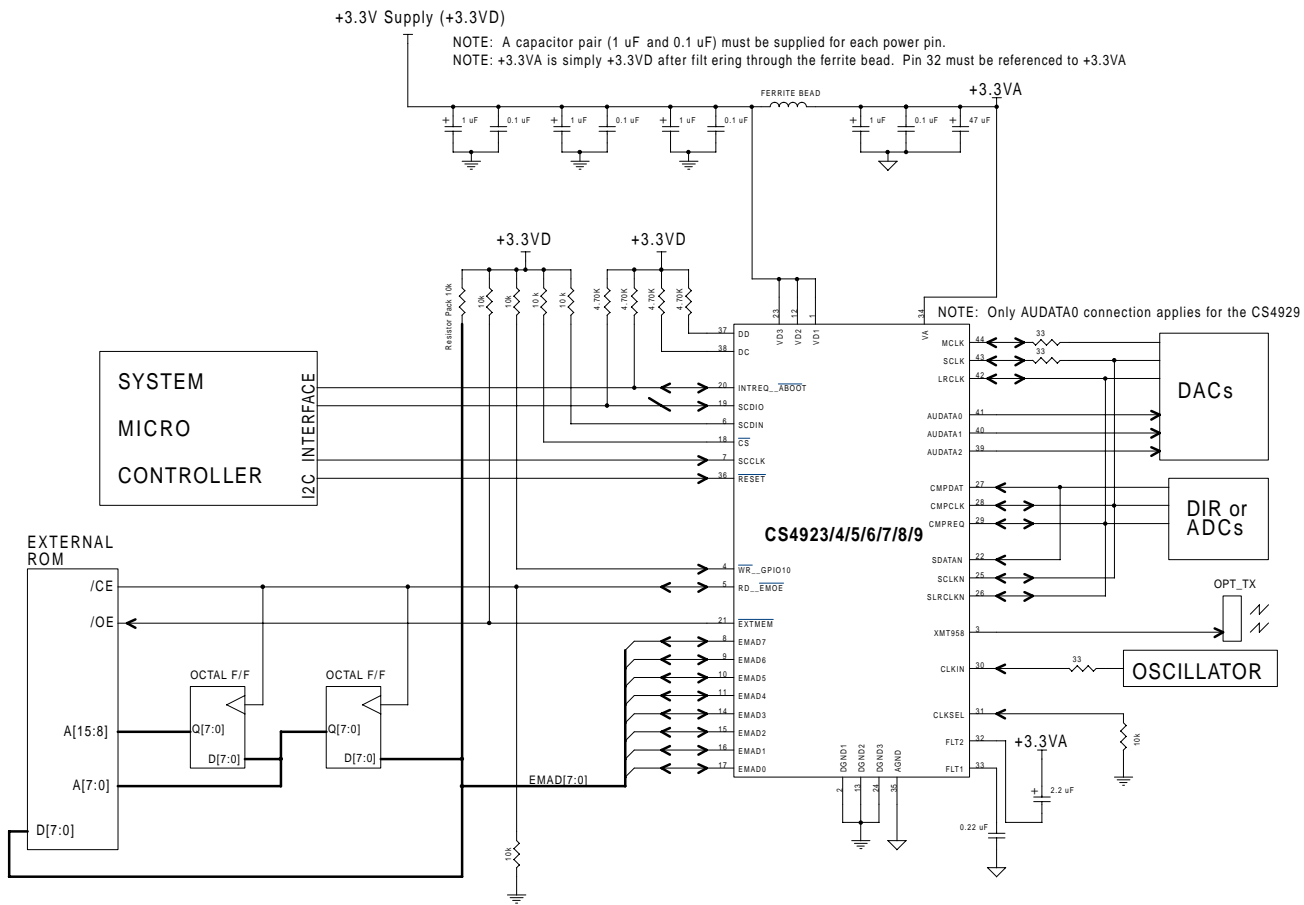 +3.3V Supply (+3.3VD)
NOTE: A capacitor pair (1 uF and 0.1 uF) must be supplied for each power pin.
NOTE: +3.3VA is simply +3.3VD after filt ering through the ferrite bead. Pin 32 must be referenced to +3.3VA
FERRITE BEAD
+3.3VA
+ 1 uF
0.1 uF
+ 1 uF
0.1 uF
+ 1 uF
0.1 uF
+ 1 uF
0.1 uF
+ 47 uF
+3.3VD
+3.3VD
Resistor Pack 10k
10k
10k
10 k
10 k
4.70K
4.70K
4.70K
4.70K
23
12
1
34
VD3
VD2
VD1
VA
NOTE: Only AUDATA0 connection applies for the CS4929
SYSTEM
MICRO
CONTROLLER
I2C INTERFACE
37 DD
38 DC
20 INTREQ__ABOOT
19 SCDIO
6 SCDIN
18 CS
7 SCCLK
36 RESET
4 WR__GPIO10
5 RD__EMOE
21 EXTMEM
8 EMAD7
9 EMAD6
10 EMAD5
11 EMAD4
14 EMAD3
15 EMAD2
16 EMAD1
17 EMAD0
CS4923/4/5/6/7/8/9
MCLK 44
33
SCLK 43
33
LRCLK 42
AUDATA0 41
AUDATA1 40
AUDATA2 39
DACs
CMPDAT 27
CMPCLK 28
CMPREQ 29
DIR or
ADCs
SDATAN 22
SCLKN 25
SLRCLKN 26
OPT_TX
XMT958 3
CLKIN 30
33
OSCILLATOR
CLKSEL 31
10k
FLT2 32
+3.3VA
FLT1 33
+ 2.2 uF
0.22 uF
DGND1
DGND2
DGND3
AGND
2
13
24
35
EXTERNAL
ROM
/CE
/OE
OCTAL F/F
OCTAL F/F
A[15:8]
Q[7:0]
Q[7:0]
D[7:0]
D[7:0]
A[7:0]
EMAD[7:0]
D[7:0]
10k